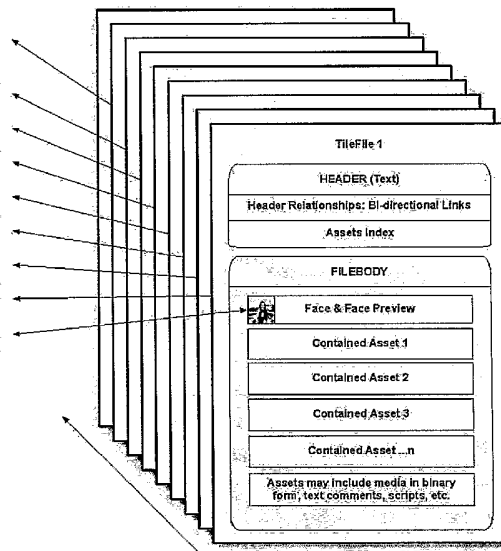 TileFile 1
HEADER (Text)
Header Relationships: Bi-directional Links
Assets Index
FILEBODY
Face & Face Preview
Contained Asset 1
Contained Asset 2
Contained Asset 3
Contained Asset ...n
Assets may include media in binary
form, text comments, scripts, etc.